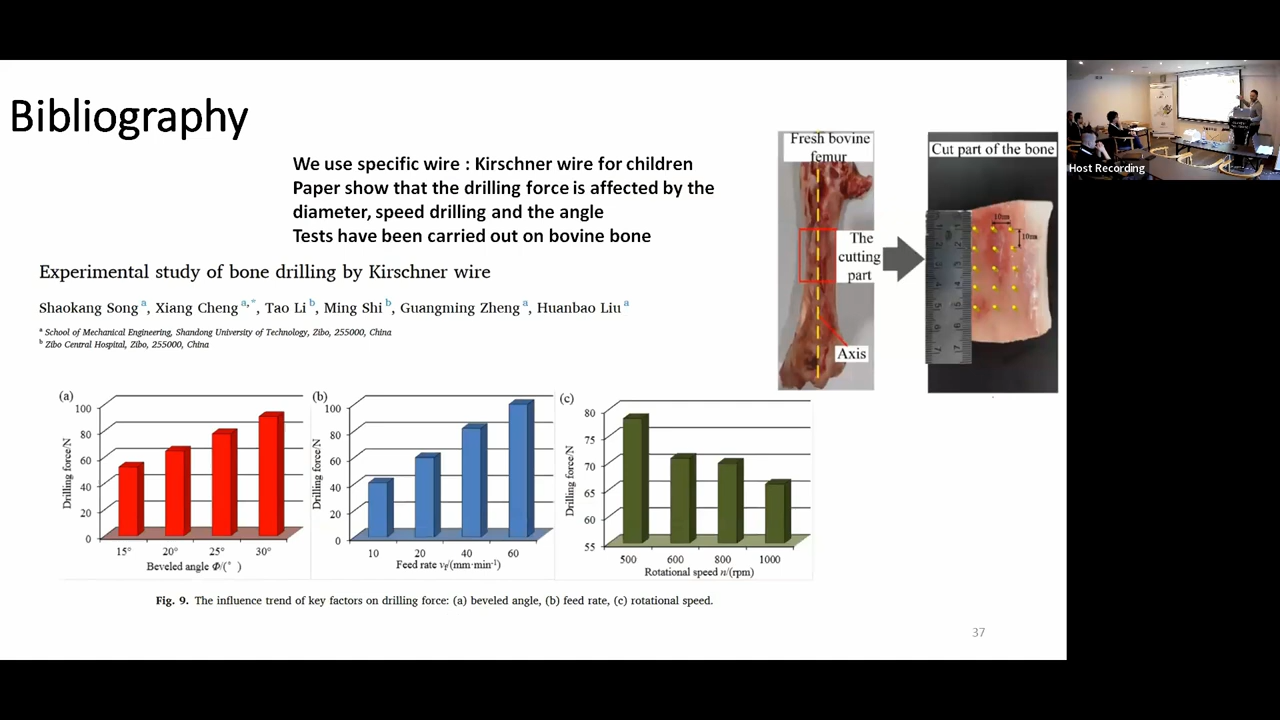 Bibliography
We use specific wire : Kirschner wire for children
Paper show that the drilling force is affected by the
diameter, speed drilling and the angle
Tests have been carried out on bovine bone
Experimental study of bone drilling by Kirschner wire
Shaokang Song a, Xiang Cheng a,*, Tao Li b, Ming Shi b, Guangming Zheng a, Huanbao Liu a
a School of Mechanical Engineering, Shandong University of Technology, Zibo, 255000, China
b Zibo Central Hospital, Zibo, 255000, China
Fresh bovine
femur
The
cutting
part
Axis
Cut part of the bone
10mm
10mm
Host Recording
(a)
Drilling force/N
100
80
60
40
20
0
15° 20° 25° 30°
Beveled angle Φ/(°)
(b)
Drilling force/N
100
80
60
40
20
0
10 20 40 60
Feed rate vf/(mm·min-1)
(c)
Drilling force/N
80
75
70
65
60
55
500 600 800 1000
Rotational speed n/(rpm)
Fig. 9. The influence trend of key factors on drilling force: (a) beveled angle, (b) feed rate, (c) rotational speed.
37